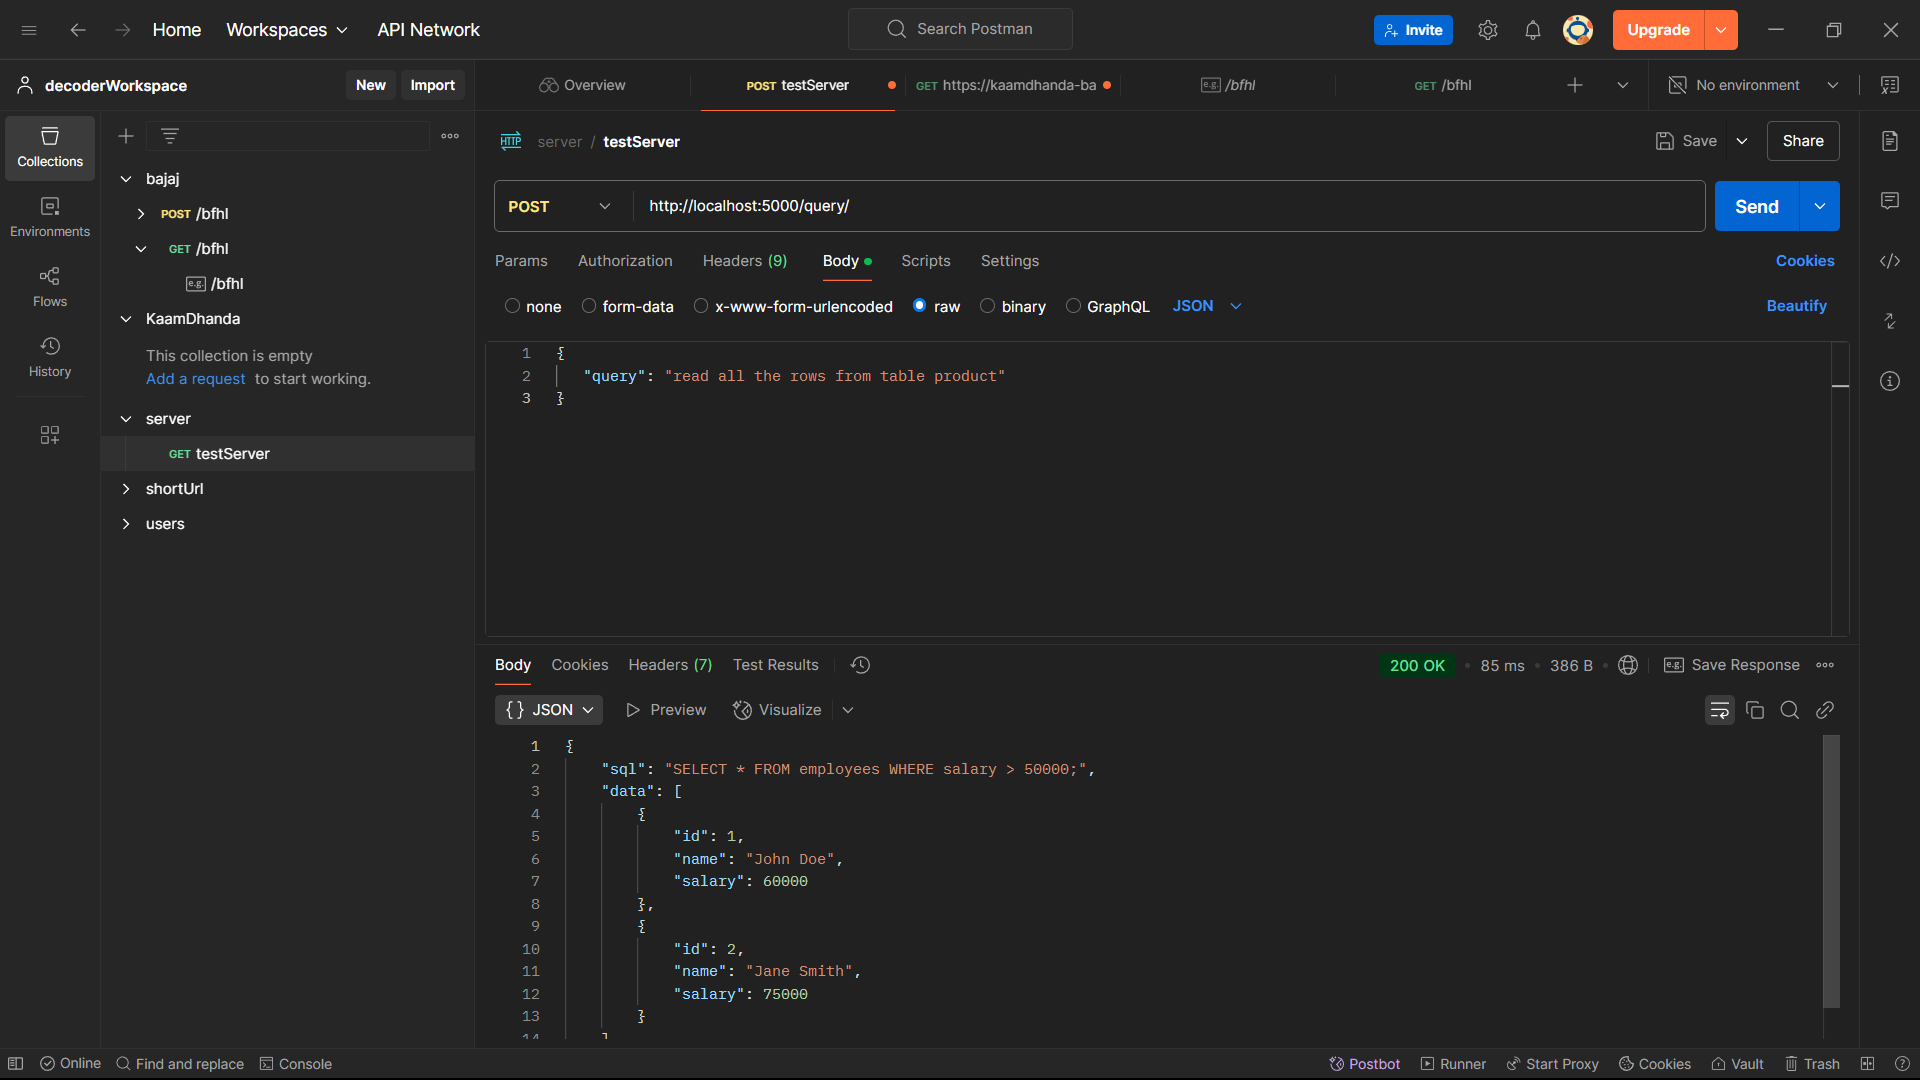 Home Workspaces API Network Search Postman Invite Upgrade
decoderWorkspace New Import Overview POST testServer GET https://kaamdhanda-ba e.g. /bfhl GET /bfhl No environment
Collections
Environments
Flows
History
bajaj
POST /bfhl
GET /bfhl
e.g. /bfhl
KaamDhanda
This collection is empty
Add a request to start working.
server
GET testServer
shortUrl
users
HTTP server / testServer Save Share
POST http://localhost:5000/query/ Send
Params Authorization Headers (9) Body Scripts Settings Cookies
none form-data x-www-form-urlencoded raw binary GraphQL JSON Beautify
1 {
2 "query": "read all the rows from table product"
3 }
Body Cookies Headers (7) Test Results 200 OK 85 ms 386 B e.g. Save Response
{} JSON Preview Visualize
1 {
2 "sql": "SELECT * FROM employees WHERE salary > 50000;",
3 "data": [
4 {
5 "id": 1,
6 "name": "John Doe",
7 "salary": 60000
8 },
9 {
10 "id": 2,
11 "name": "Jane Smith",
12 "salary": 75000
13 }
14 ]
Online Find and replace Console Postbot Runner Start Proxy Cookies Vault Trash